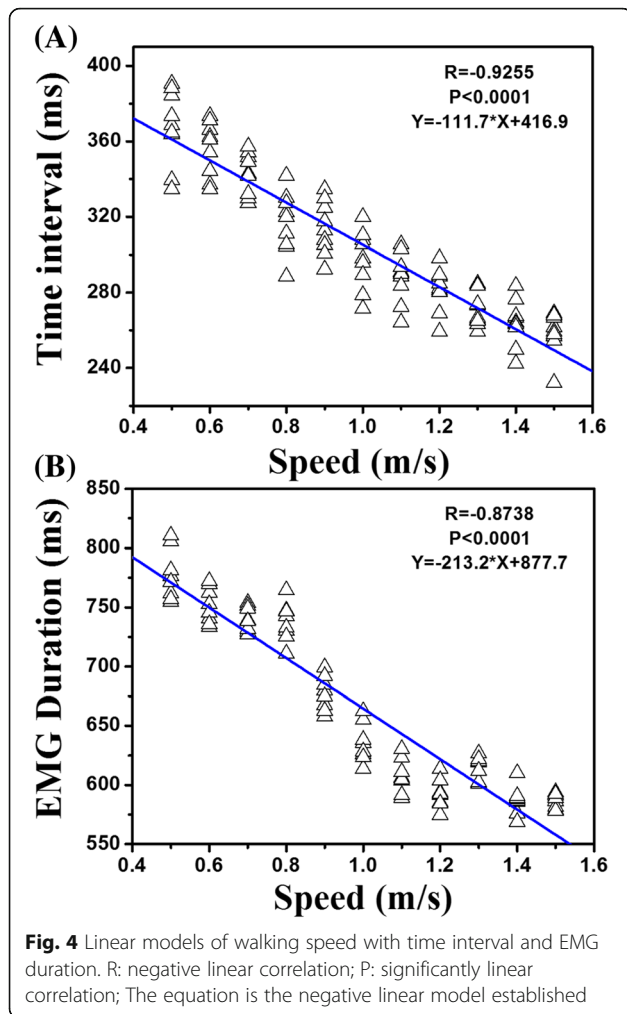 (A)
Time interval (ms)
400
360
320
280
240
R=-0.9255
P<0.0001
Y=-111.7*X+416.9
0.4 0.6 0.8 1.0 1.2 1.4 1.6
Speed (m/s)
(B)
EMG Duration (ms)
850
800
750
700
650
600
550
R=-0.8738
P<0.0001
Y=-213.2*X+877.7
0.4 0.6 0.8 1.0 1.2 1.4 1.6
Speed (m/s)
Fig. 4 Linear models of walking speed with time interval and EMG
duration. R: negative linear correlation; P: significantly linear
correlation; The equation is the negative linear model established